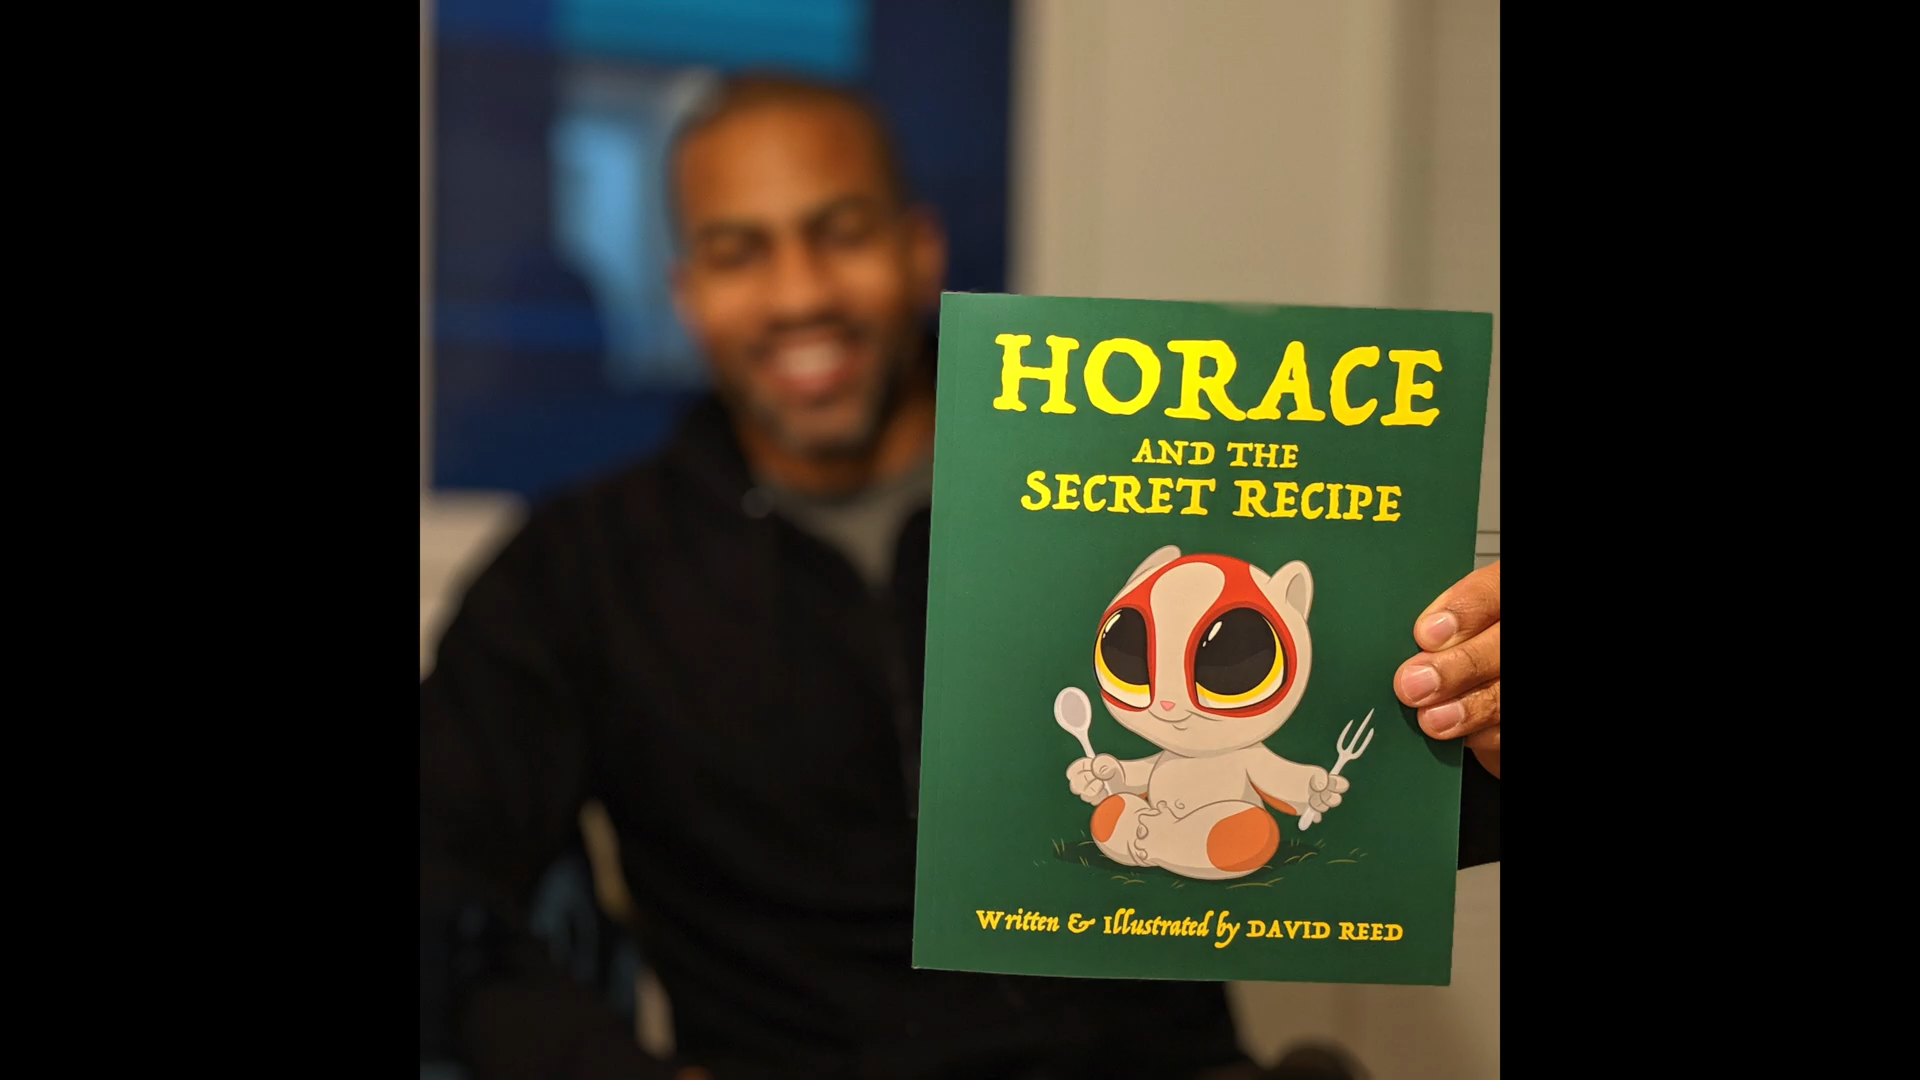 HORACE
AND THE
SECRET RECIPE
Written & Illustrated by DAVID REED